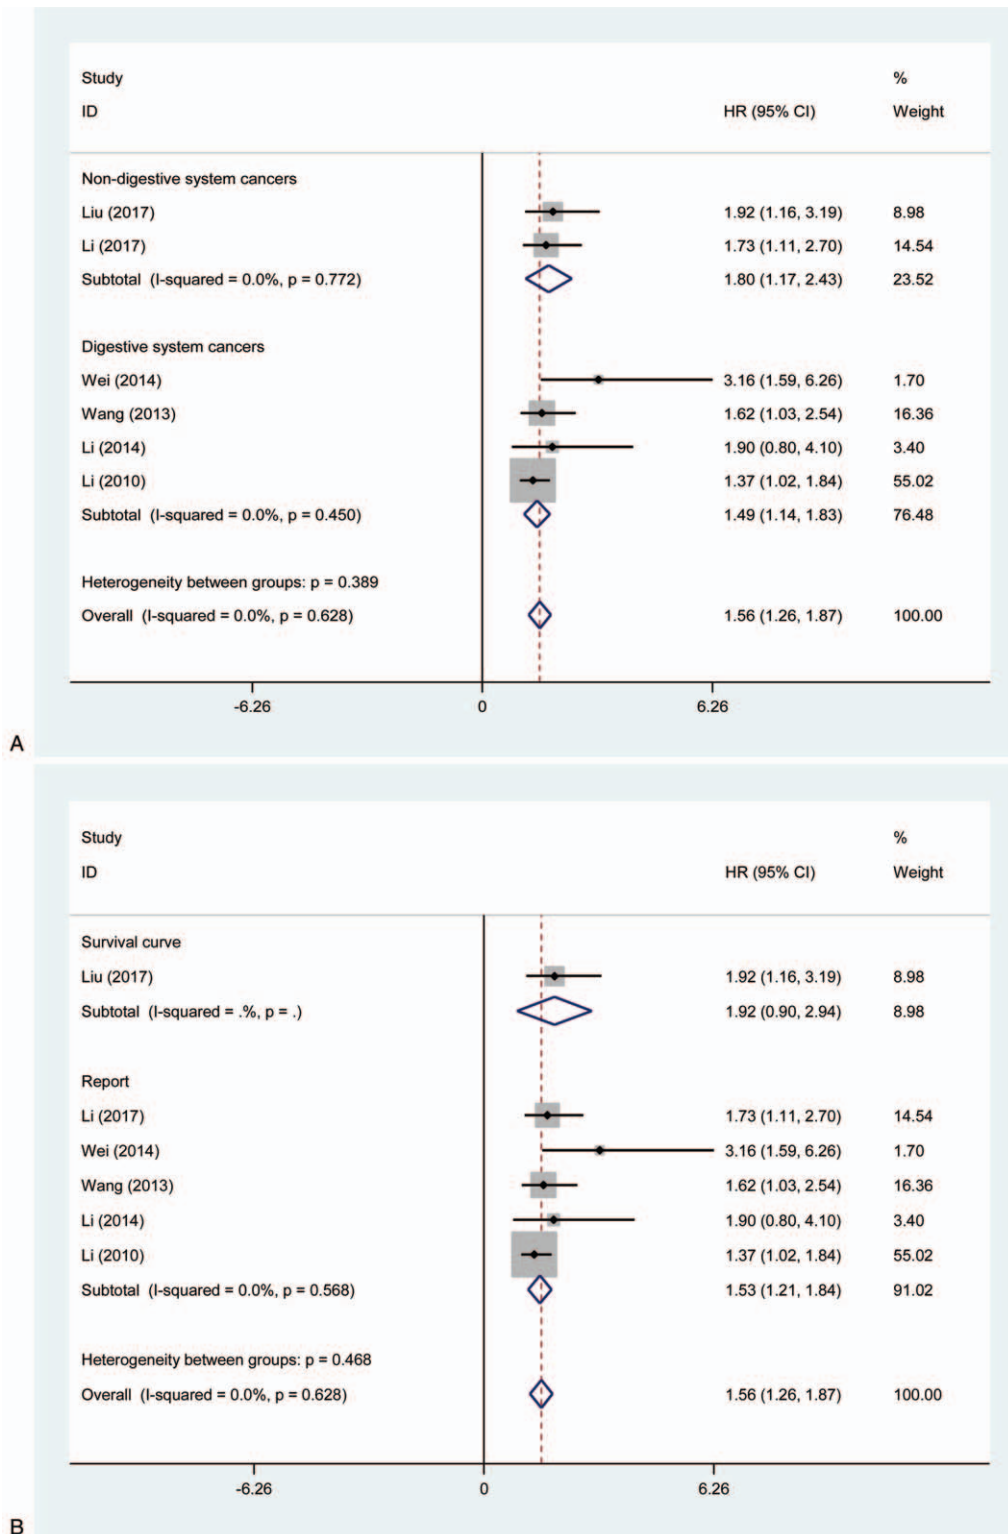 Study %
ID HR (95% CI) Weight
Non-digestive system cancers
Liu (2017) 1.92 (1.16, 3.19) 8.98
Li (2017) 1.73 (1.11, 2.70) 14.54
Subtotal (I-squared = 0.0%, p = 0.772) 1.80 (1.17, 2.43) 23.52
Digestive system cancers
Wei (2014) 3.16 (1.59, 6.26) 1.70
Wang (2013) 1.62 (1.03, 2.54) 16.36
Li (2014) 1.90 (0.80, 4.10) 3.40
Li (2010) 1.37 (1.02, 1.84) 55.02
Subtotal (I-squared = 0.0%, p = 0.450) 1.49 (1.14, 1.83) 76.48
Heterogeneity between groups: p = 0.389
Overall (I-squared = 0.0%, p = 0.628) 1.56 (1.26, 1.87) 100.00
-6.26 0 6.26
A
Study %
ID HR (95% CI) Weight
Survival curve
Liu (2017) 1.92 (1.16, 3.19) 8.98
Subtotal (I-squared = .%, p = .) 1.92 (0.90, 2.94) 8.98
Report
Li (2017) 1.73 (1.11, 2.70) 14.54
Wei (2014) 3.16 (1.59, 6.26) 1.70
Wang (2013) 1.62 (1.03, 2.54) 16.36
Li (2014) 1.90 (0.80, 4.10) 3.40
Li (2010) 1.37 (1.02, 1.84) 55.02
Subtotal (I-squared = 0.0%, p = 0.568) 1.53 (1.21, 1.84) 91.02
Heterogeneity between groups: p = 0.468
Overall (I-squared = 0.0%, p = 0.628) 1.56 (1.26, 1.87) 100.00
-6.26 0 6.26
B